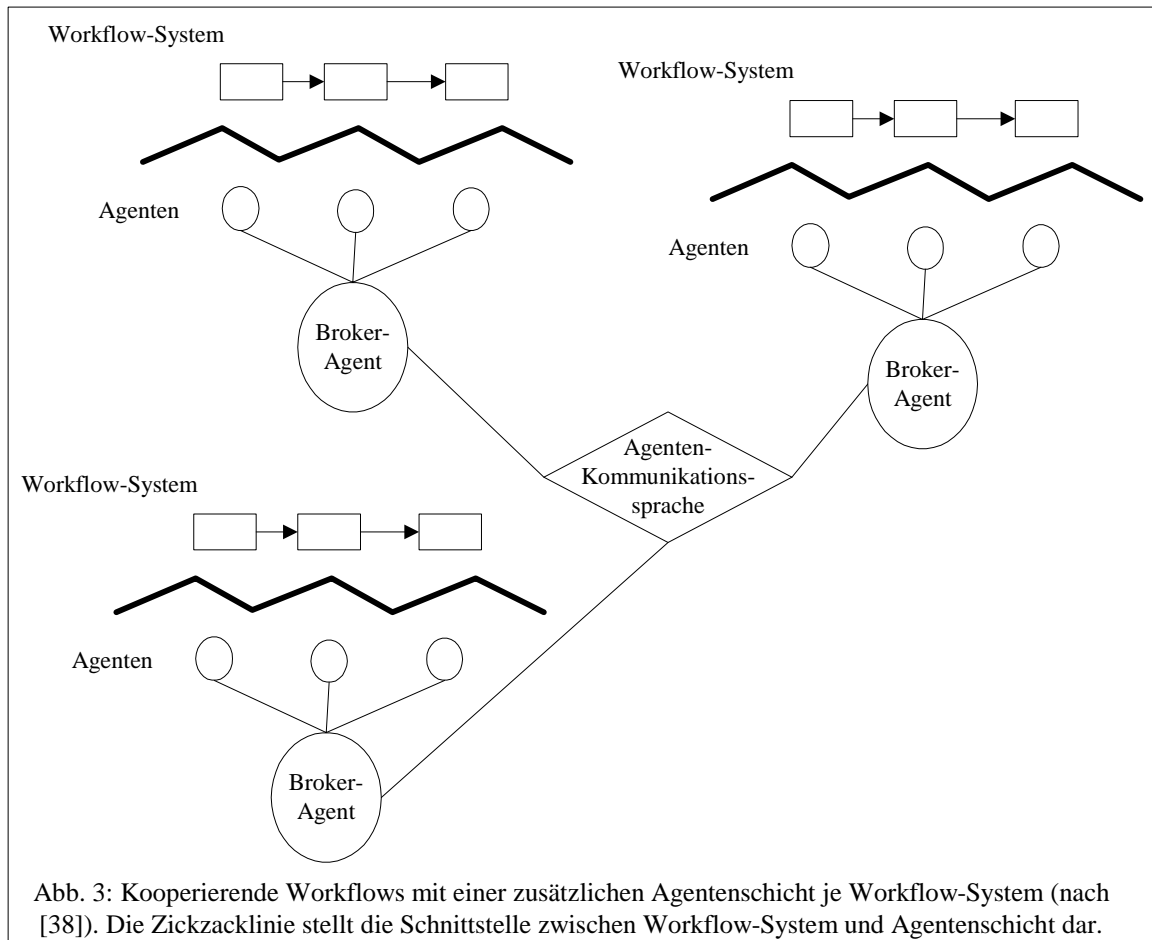 Workflow-System
Agenten
Broker-
Agent
Workflow-System
Agenten
Broker-
Agent
Agenten-
Kommunikations-
sprache
Workflow-System
Agenten
Broker-
Agent
Abb. 3: Kooperierende Workflows mit einer zusätzlichen Agentenschicht je Workflow-System (nach
[38]). Die Zickzacklinie stellt die Schnittstelle zwischen Workflow-System und Agentenschicht dar.